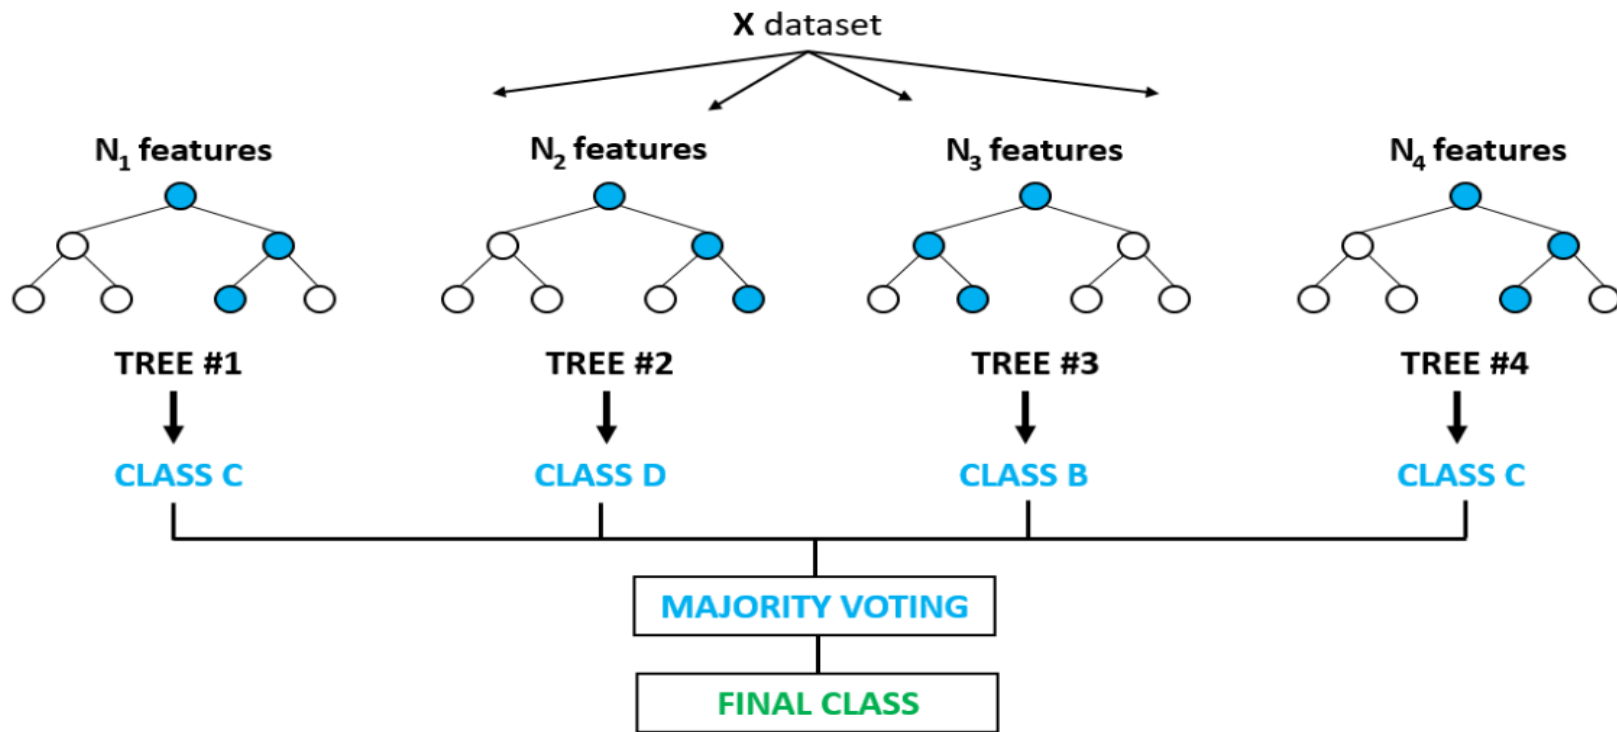 X dataset
N₁ features
N₂ features
N₃ features
N₄ features
TREE #1
TREE #2
TREE #3
TREE #4
CLASS C
CLASS D
CLASS B
CLASS C
MAJORITY VOTING
FINAL CLASS